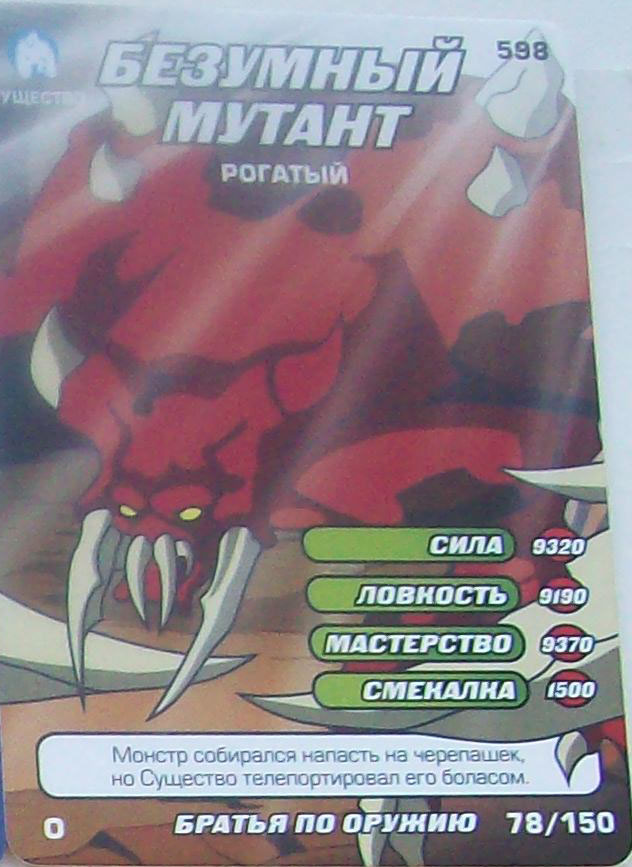 БЕЗУМНЫЙ
598
УЩЕСТВО
МУТАНТ
РОГАТЫЙ
СИЛА 9320
ЛОВКОСТЬ 9190
МАСТЕРСТВО 9370
СМЕКАЛКА 1500
Монстр собирался напасть на черепашек,
но Существо телепортировал его боласом.
0 БРАТЬЯ ПО ОРУЖИЮ 78/150